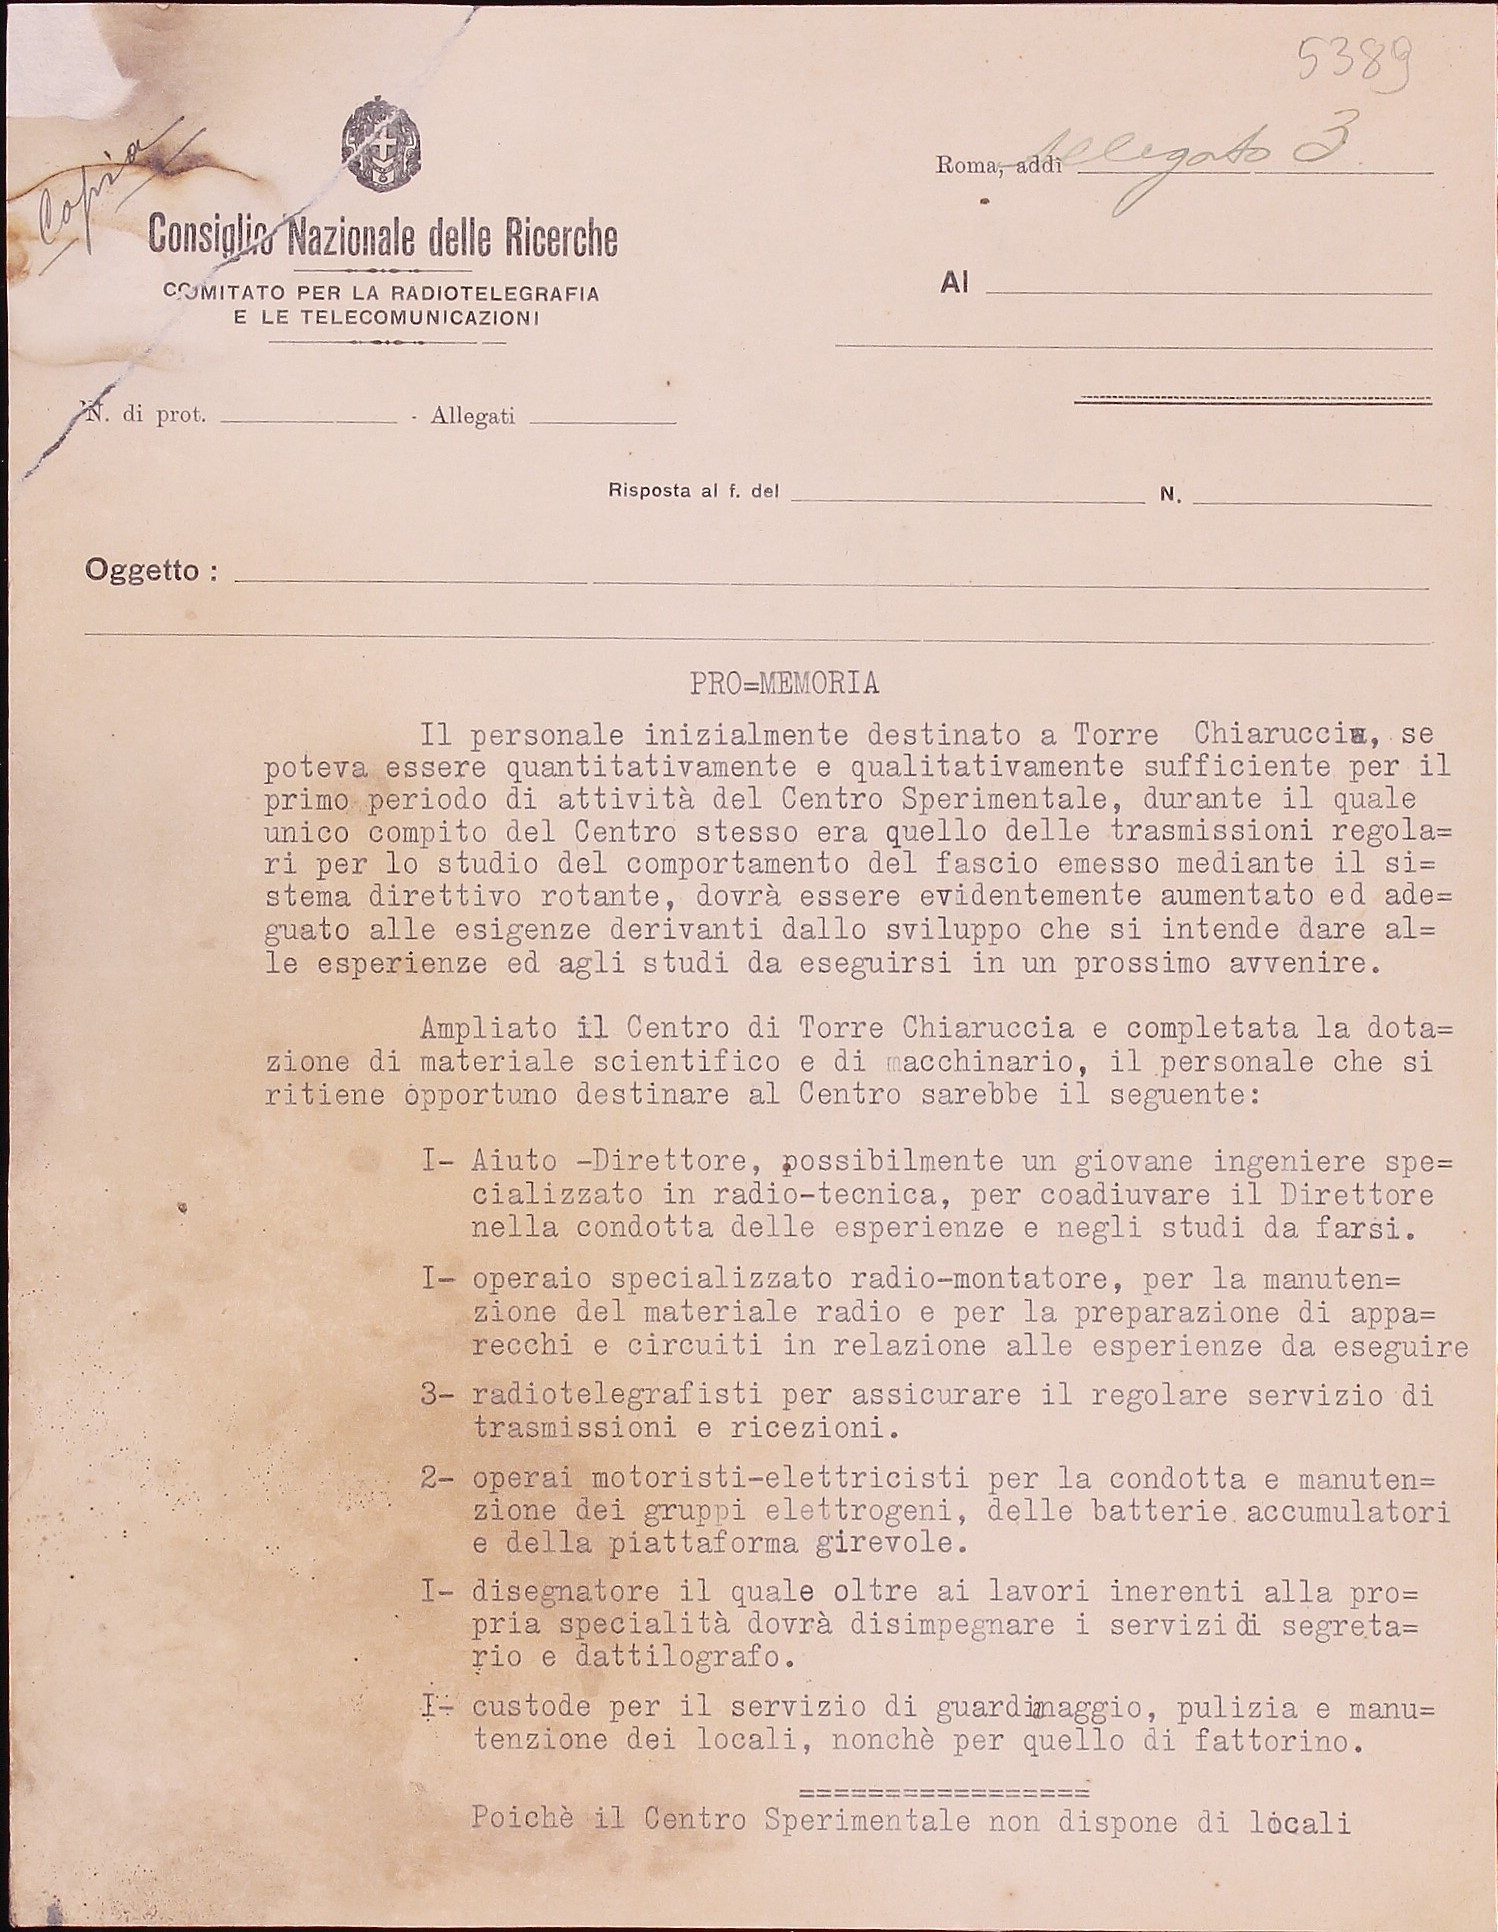 5389
Copia
Roma, addì Allegato 3
Consiglio Nazionale delle Ricerche
COMITATO PER LA RADIOTELEGRAFIA
E LE TELECOMUNICAZIONI
Al
N. di prot. - Allegati
Risposta al f. del N.
Oggetto :
PRO=MEMORIA
Il personale inizialmente destinato a Torre Chiaruccia, se
poteva essere quantitativamente e qualitativamente sufficiente per il
primo periodo di attività del Centro Sperimentale, durante il quale
unico compito del Centro stesso era quello delle trasmissioni regola=
ri per lo studio del comportamento del fascio emesso mediante il si=
stema direttivo rotante, dovrà essere evidentemente aumentato ed ade=
guato alle esigenze derivanti dallo sviluppo che si intende dare al=
le esperienze ed agli studi da eseguirsi in un prossimo avvenire.
Ampliato il Centro di Torre Chiaruccia e completata la dota=
zione di materiale scientifico e di macchinario, il personale che si
ritiene opportuno destinare al Centro sarebbe il seguente:
I- Aiuto -Direttore, possibilmente un giovane ingeniere spe=
cializzato in radio-tecnica, per coadiuvare il Direttore
nella condotta delle esperienze e negli studi da farsi.
I- operaio specializzato radio-montatore, per la manuten=
zione del materiale radio e per la preparazione di appa=
recchi e circuiti in relazione alle esperienze da eseguire
3- radiotelegrafisti per assicurare il regolare servizio di
trasmissioni e ricezioni.
2- operai motoristi-elettricisti per la condotta e manuten=
zione dei gruppi elettrogeni, delle batterie accumulatori
e della piattaforma girevole.
I- disegnatore il quale oltre ai lavori inerenti alla pro=
pria specialità dovrà disimpegnare i servizi di segreta=
rio e dattilografo.
I- custode per il servizio di guardinaggio, pulizia e manu=
tenzione dei locali, nonchè per quello di fattorino.
=================
Poichè il Centro Sperimentale non dispone di locali